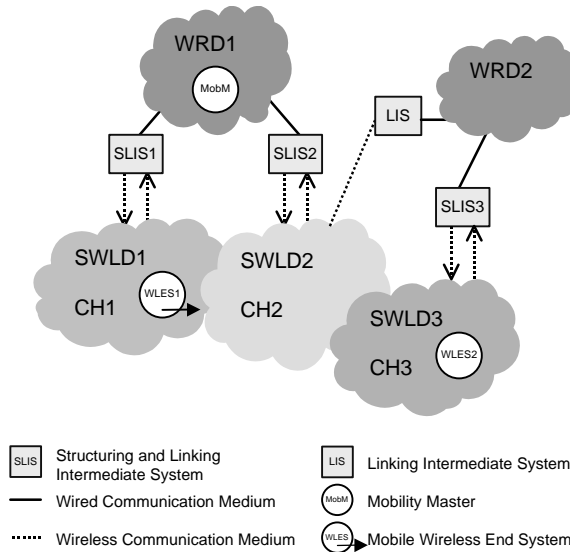 WRD1
MobM
WRD2
LIS
SLIS1
SLIS2
SLIS3
SWLD1
CH1
WLES1
SWLD2
CH2
SWLD3
CH3
WLES2
SLIS
Structuring and Linking
Intermediate System
LIS
Linking Intermediate System
Wired Communication Medium
MobM
Mobility Master
Wireless Communication Medium
WLES
Mobile Wireless End System